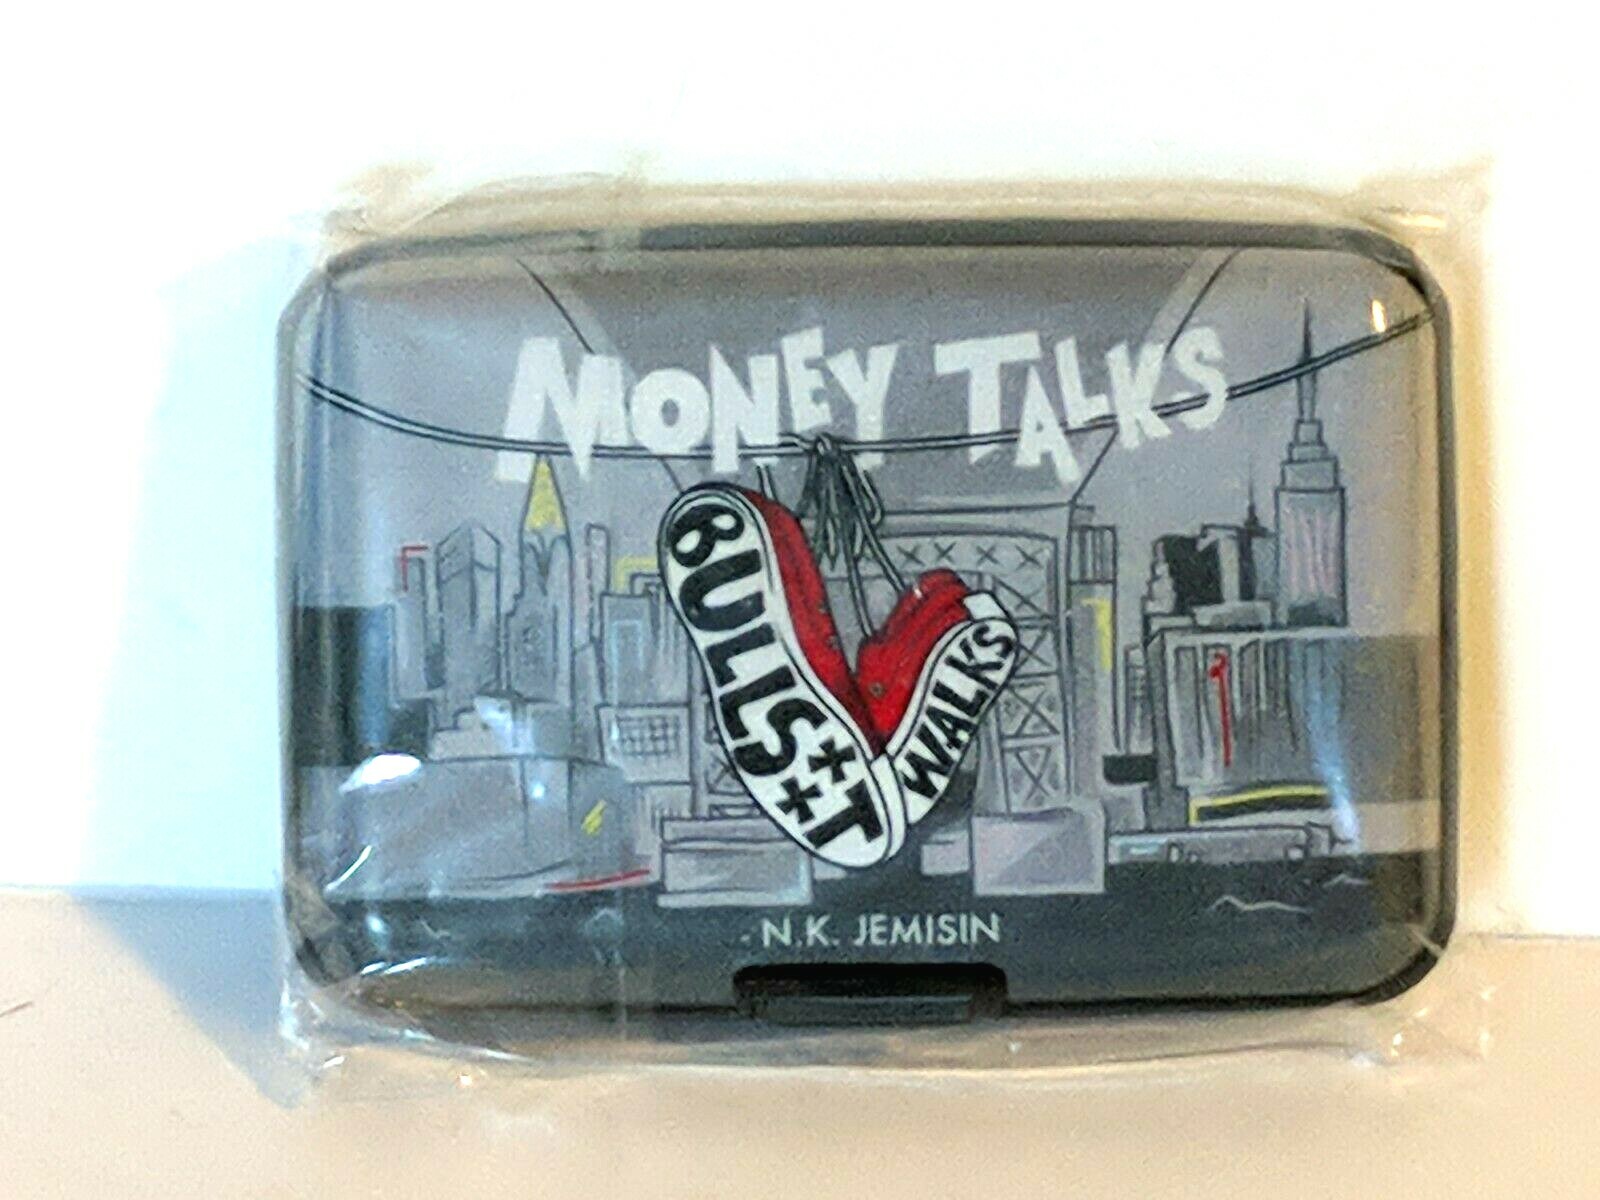 MONEY TALKS
BULLS++T
WALKS
- N.K. JEMISIN